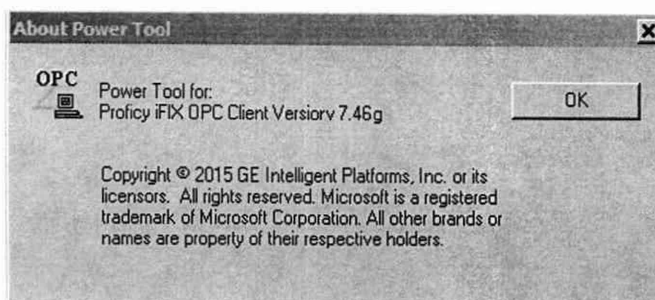 About Power Tool
OPC
Power Tool for:
Proficy iFIX OPC Client Versiorv 7.46g
OK
Copyright © 2015 GE Intelligent Platforms, Inc. or its
licensors. All rights reserved. Microsoft is a registered
trademark of Microsoft Corporation. All other brands or
names are property of their respective holders.